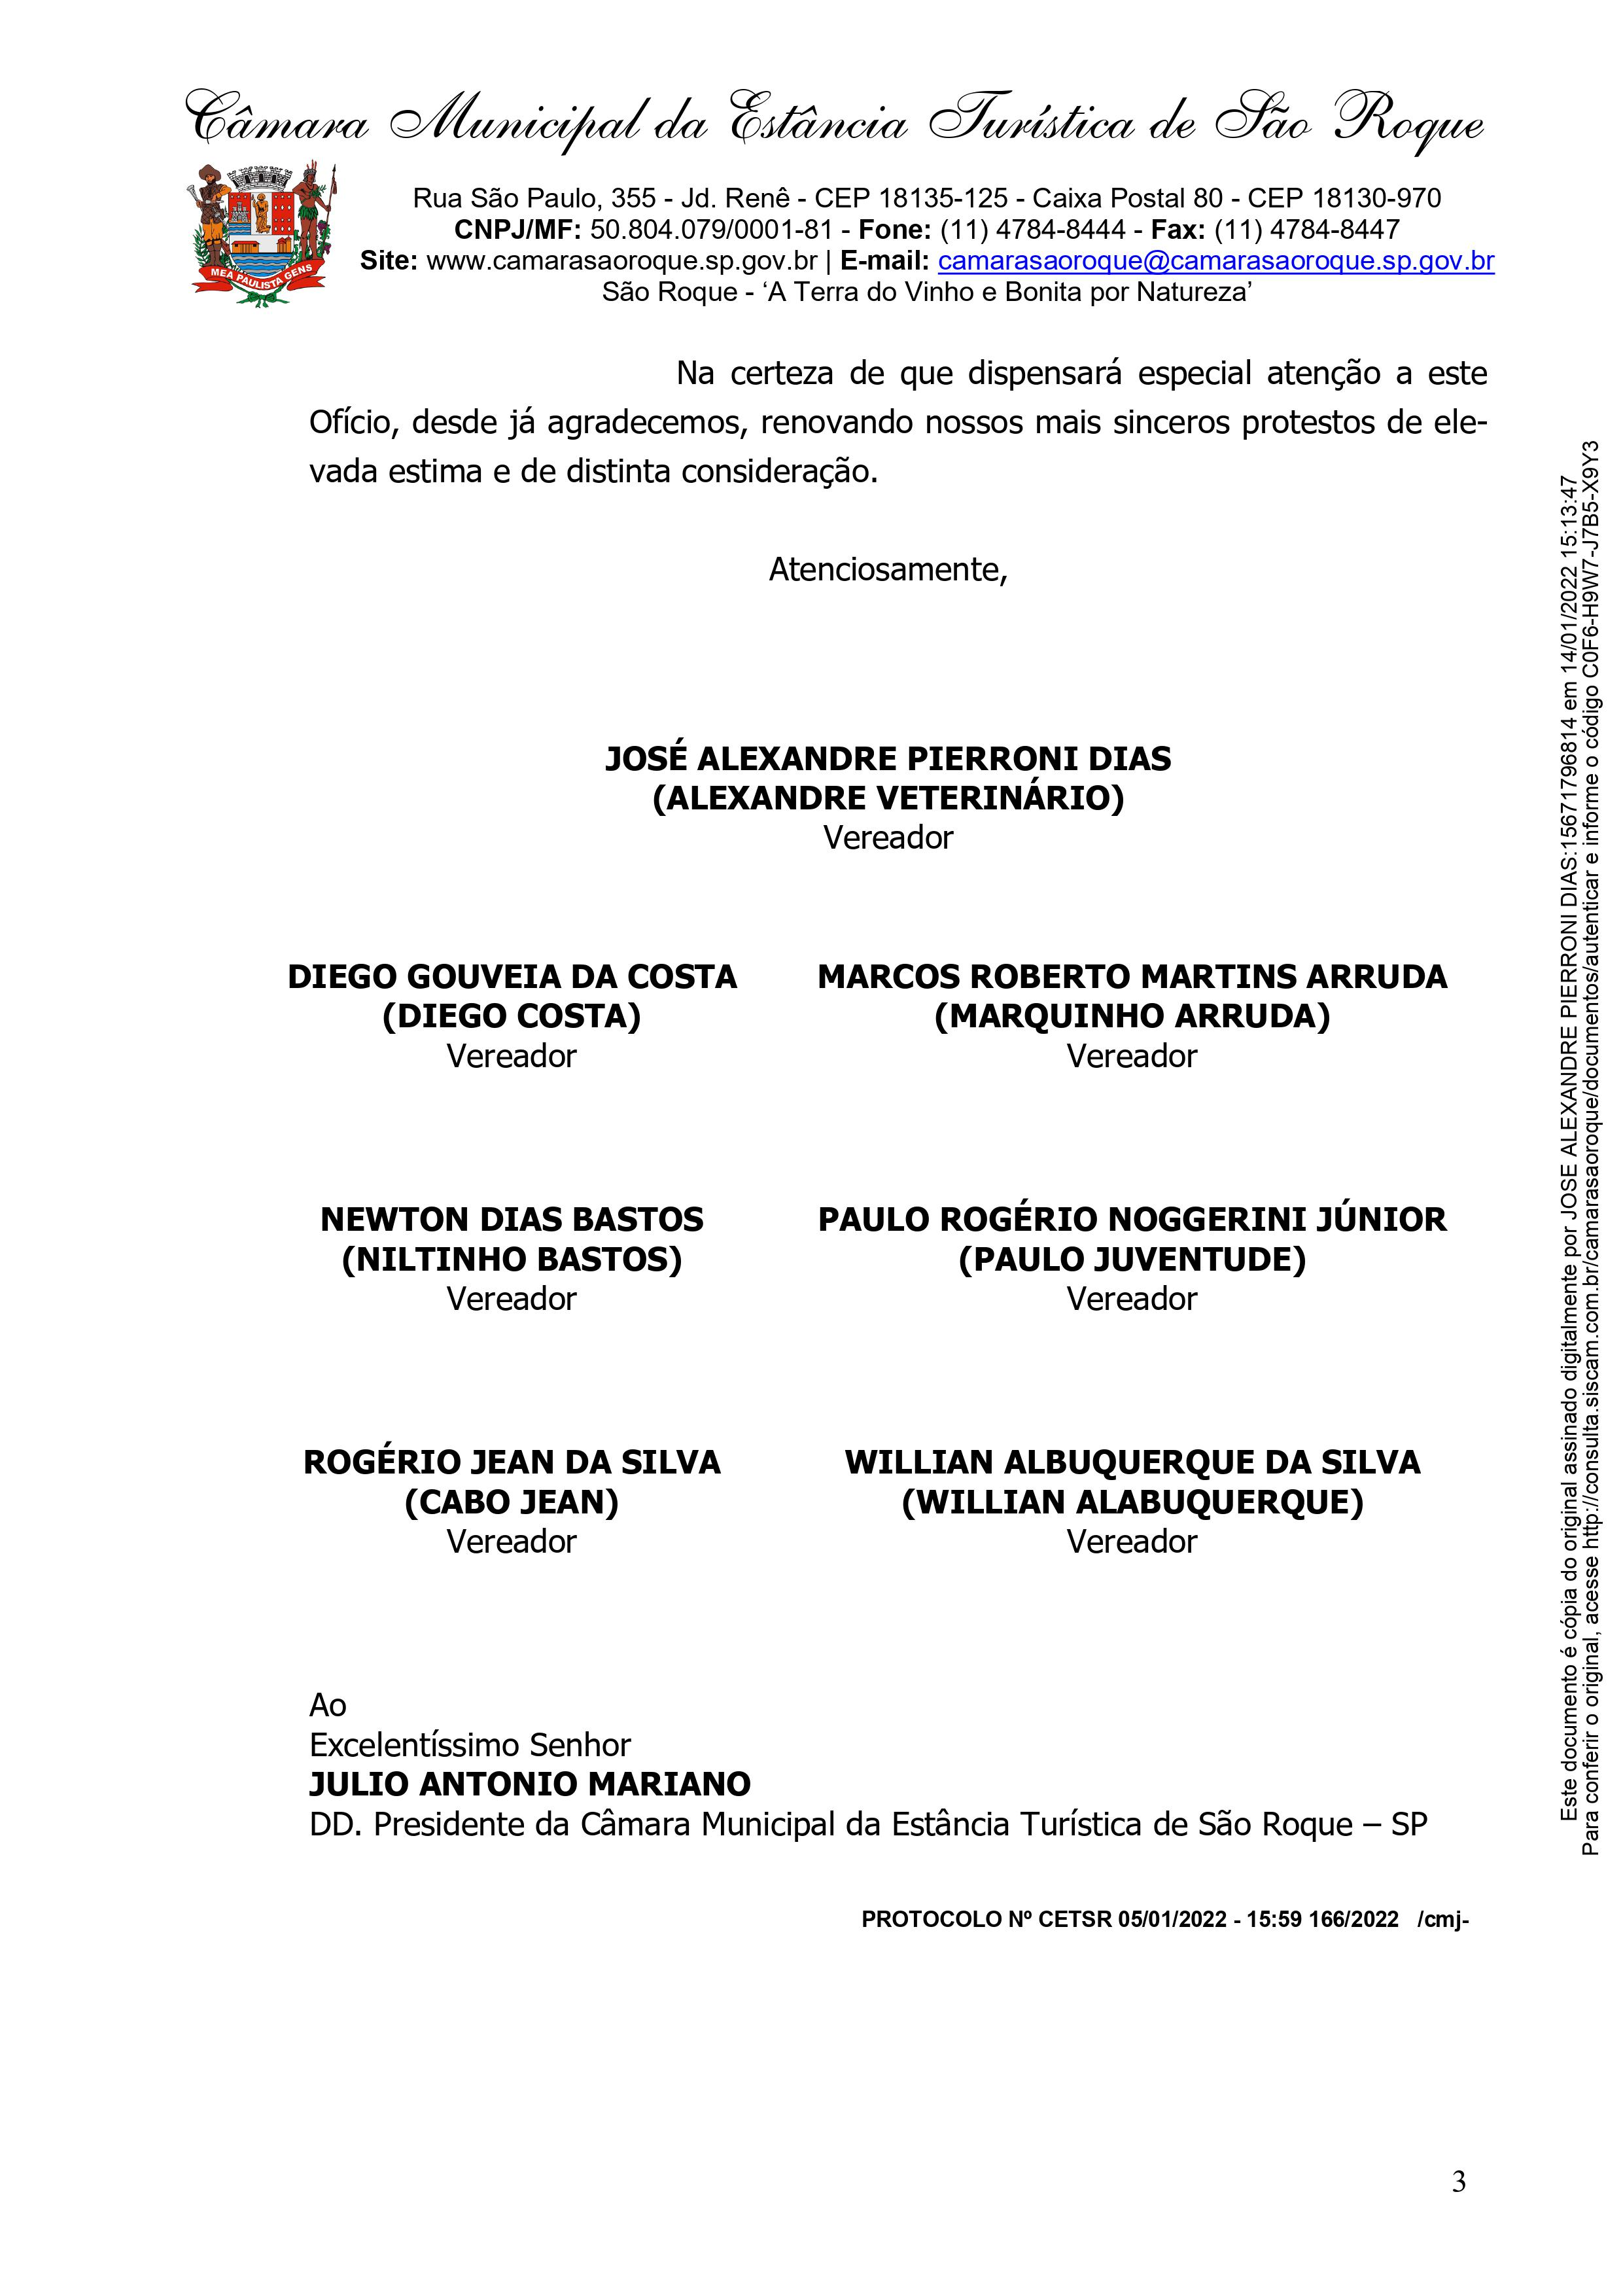 Câmara Municipal da Estância Turística de São Roque
Rua São Paulo, 355 - Jd. Renê - CEP 18135-125 - Caixa Postal 80 - CEP 18130-970
CNPJ/MF: 50.804.079/0001-81 - Fone: (11) 4784-8444 - Fax: (11) 4784-8447
Site: www.camarasaoroque.sp.gov.br | E-mail: camarasaoroque@camarasaoroque.sp.gov.br
São Roque - ‘A Terra do Vinho e Bonita por Natureza’
MEA PAULISTA GENS
Na certeza de que dispensará especial atenção a este
Ofício, desde já agradecemos, renovando nossos mais sinceros protestos de ele-
vada estima e de distinta consideração.
Atenciosamente,
JOSÉ ALEXANDRE PIERRONI DIAS
(ALEXANDRE VETERINÁRIO)
Vereador
DIEGO GOUVEIA DA COSTA
(DIEGO COSTA)
Vereador
MARCOS ROBERTO MARTINS ARRUDA
(MARQUINHO ARRUDA)
Vereador
NEWTON DIAS BASTOS
(NILTINHO BASTOS)
Vereador
PAULO ROGÉRIO NOGGERINI JÚNIOR
(PAULO JUVENTUDE)
Vereador
ROGÉRIO JEAN DA SILVA
(CABO JEAN)
Vereador
WILLIAN ALBUQUERQUE DA SILVA
(WILLIAN ALABUQUERQUE)
Vereador
Ao
Excelentíssimo Senhor
JULIO ANTONIO MARIANO
DD. Presidente da Câmara Municipal da Estância Turística de São Roque – SP
PROTOCOLO Nº CETSR 05/01/2022 - 15:59 166/2022 /cmj-
3
Este documento é cópia do original assinado digitalmente por JOSE ALEXANDRE PIERRONI DIAS:15671796814 em 14/01/2022 15:13:47
Para conferir o original, acesse http://consulta.siscam.com.br/camarasaoroque/documentos/autenticar e informe o código C0F6-H9W7-J7B5-X9Y3